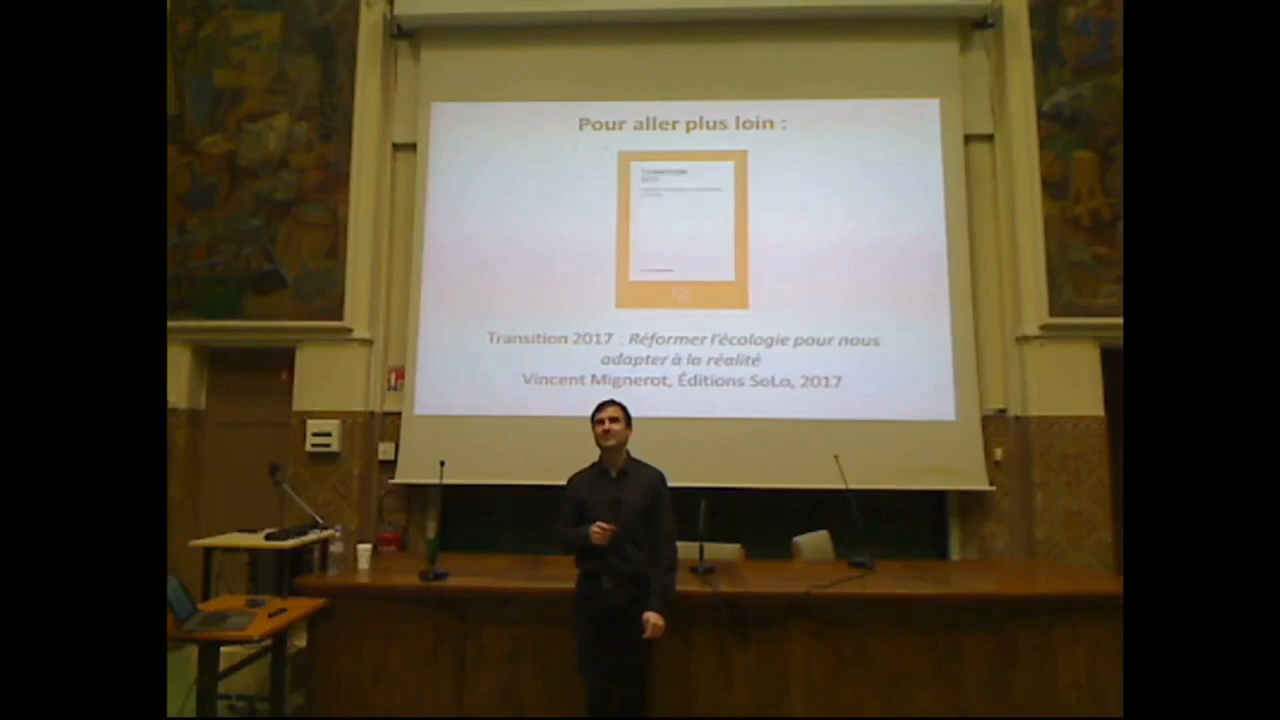 Pour aller plus loin :
Transition 2017 : Réformer l'écologie pour nous
adapter à la réalité
Vincent Mignerot, Éditions SoLo, 2017